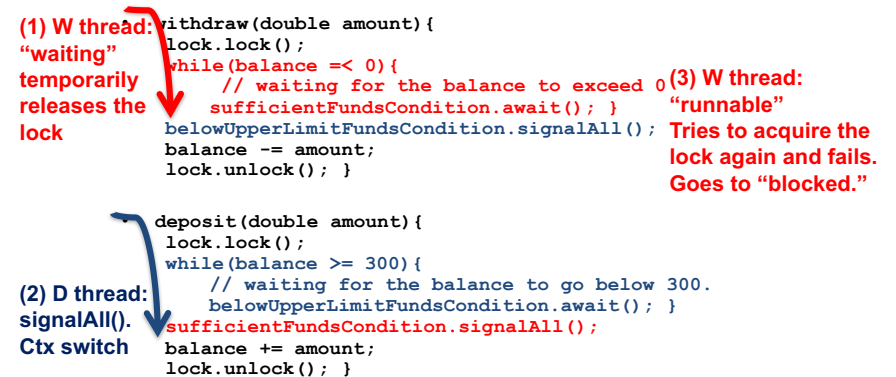 (1) W thread:
“waiting”
temporarily
releases the
lock
• withdraw(double amount){
lock.lock();
while(balance =< 0){
// waiting for the balance to exceed 0
sufficientFundsCondition.await(); }
belowUpperLimitFundsCondition.signalAll();
balance -= amount;
lock.unlock(); }
(3) W thread:
“runnable”
Tries to acquire the
lock again and fails.
Goes to “blocked.”
• deposit(double amount){
lock.lock();
while(balance >= 300){
// waiting for the balance to go below 300.
belowUpperLimitFundsCondition.await(); }
sufficientFundsCondition.signalAll();
balance += amount;
lock.unlock(); }
(2) D thread:
signalAll().
Ctx switch